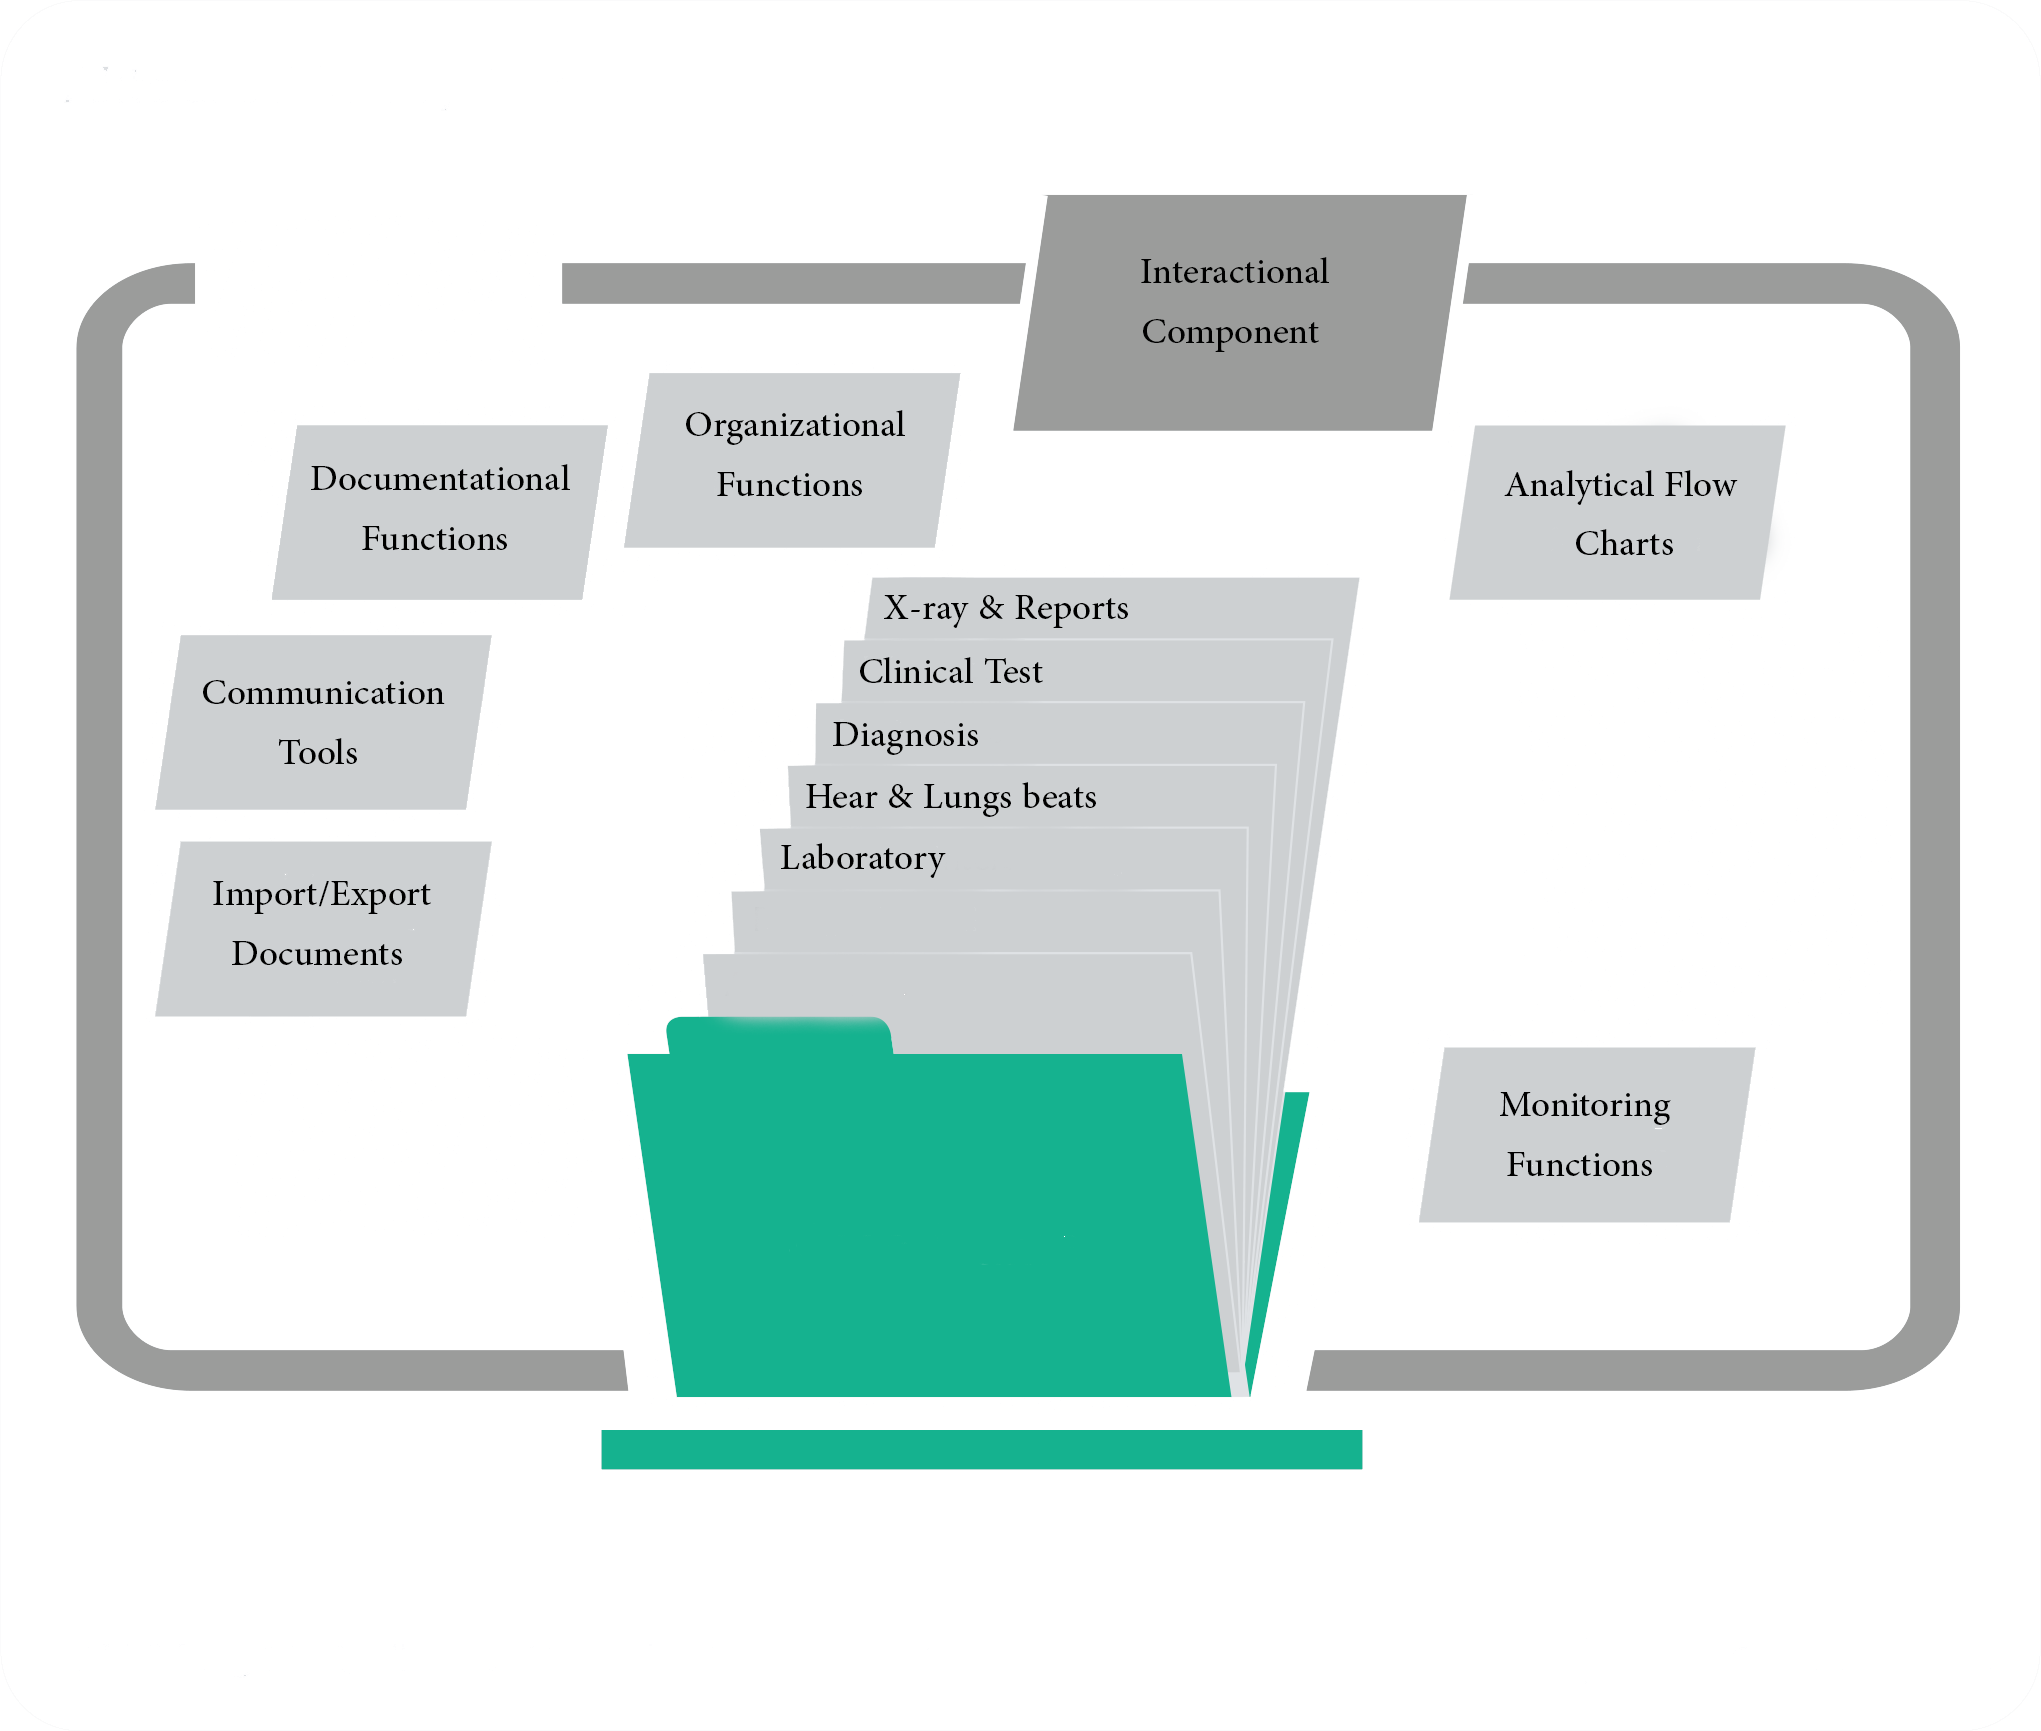 Interactional
Component
Organizational
Functions
Documentational
Functions
Analytical Flow
Charts
X-ray & Reports
Clinical Test
Diagnosis
Hear & Lungs beats
Laboratory
Communication
Tools
Import/Export
Documents
Monitoring
Functions